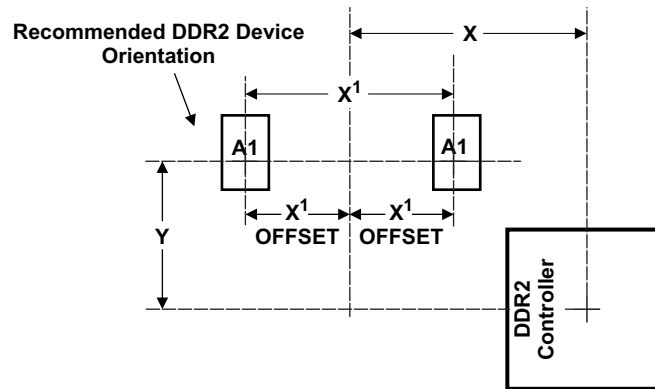 Recommended DDR2 Device
Orientation
X
X¹
A1
A1
X¹
X¹
OFFSET
OFFSET
Y
DDR2
Controller